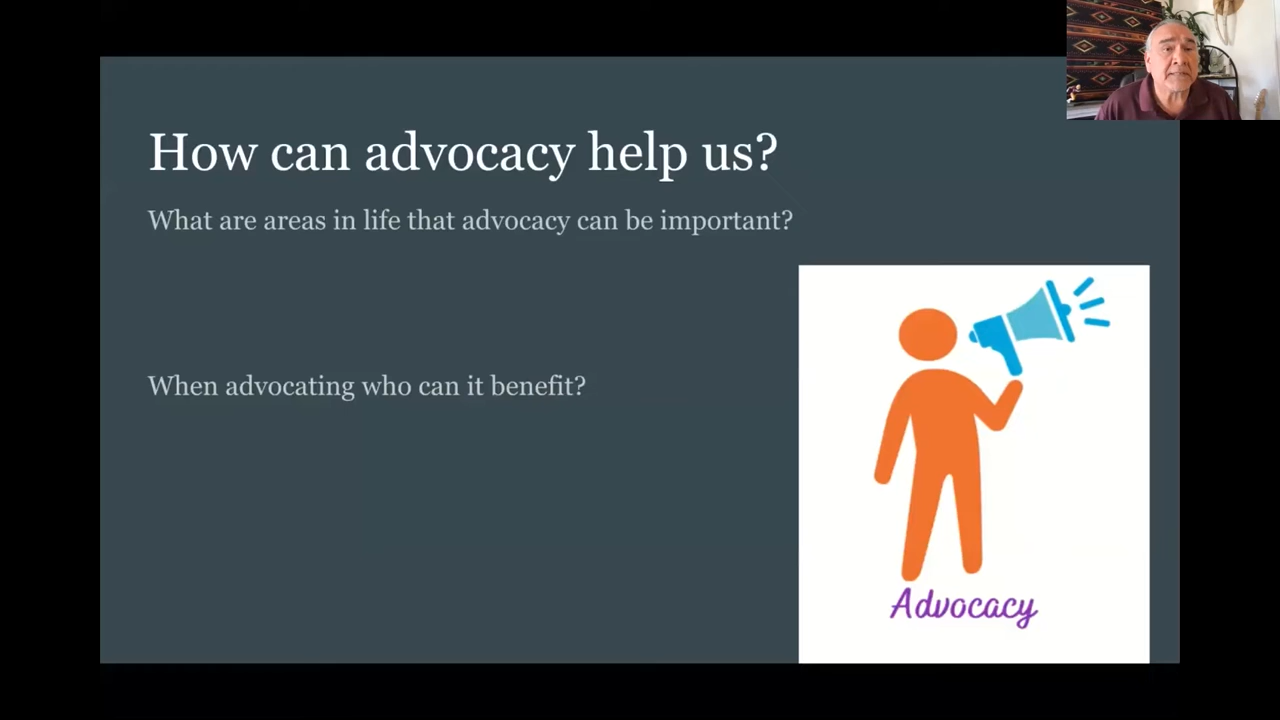 How can advocacy help us?
What are areas in life that advocacy can be important?
When advocating who can it benefit?
Advocacy